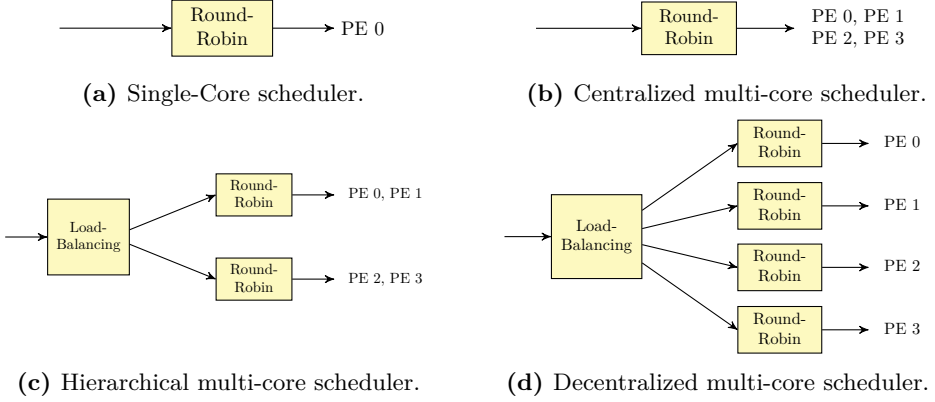 Round-
Robin
PE 0
(a) Single-Core scheduler.
Round-
Robin
PE 0, PE 1
PE 2, PE 3
(b) Centralized multi-core scheduler.
Load-
Balancing
Round-
Robin
PE 0, PE 1
Round-
Robin
PE 2, PE 3
(c) Hierarchical multi-core scheduler.
Load-
Balancing
Round-
Robin
PE 0
Round-
Robin
PE 1
Round-
Robin
PE 2
Round-
Robin
PE 3
(d) Decentralized multi-core scheduler.